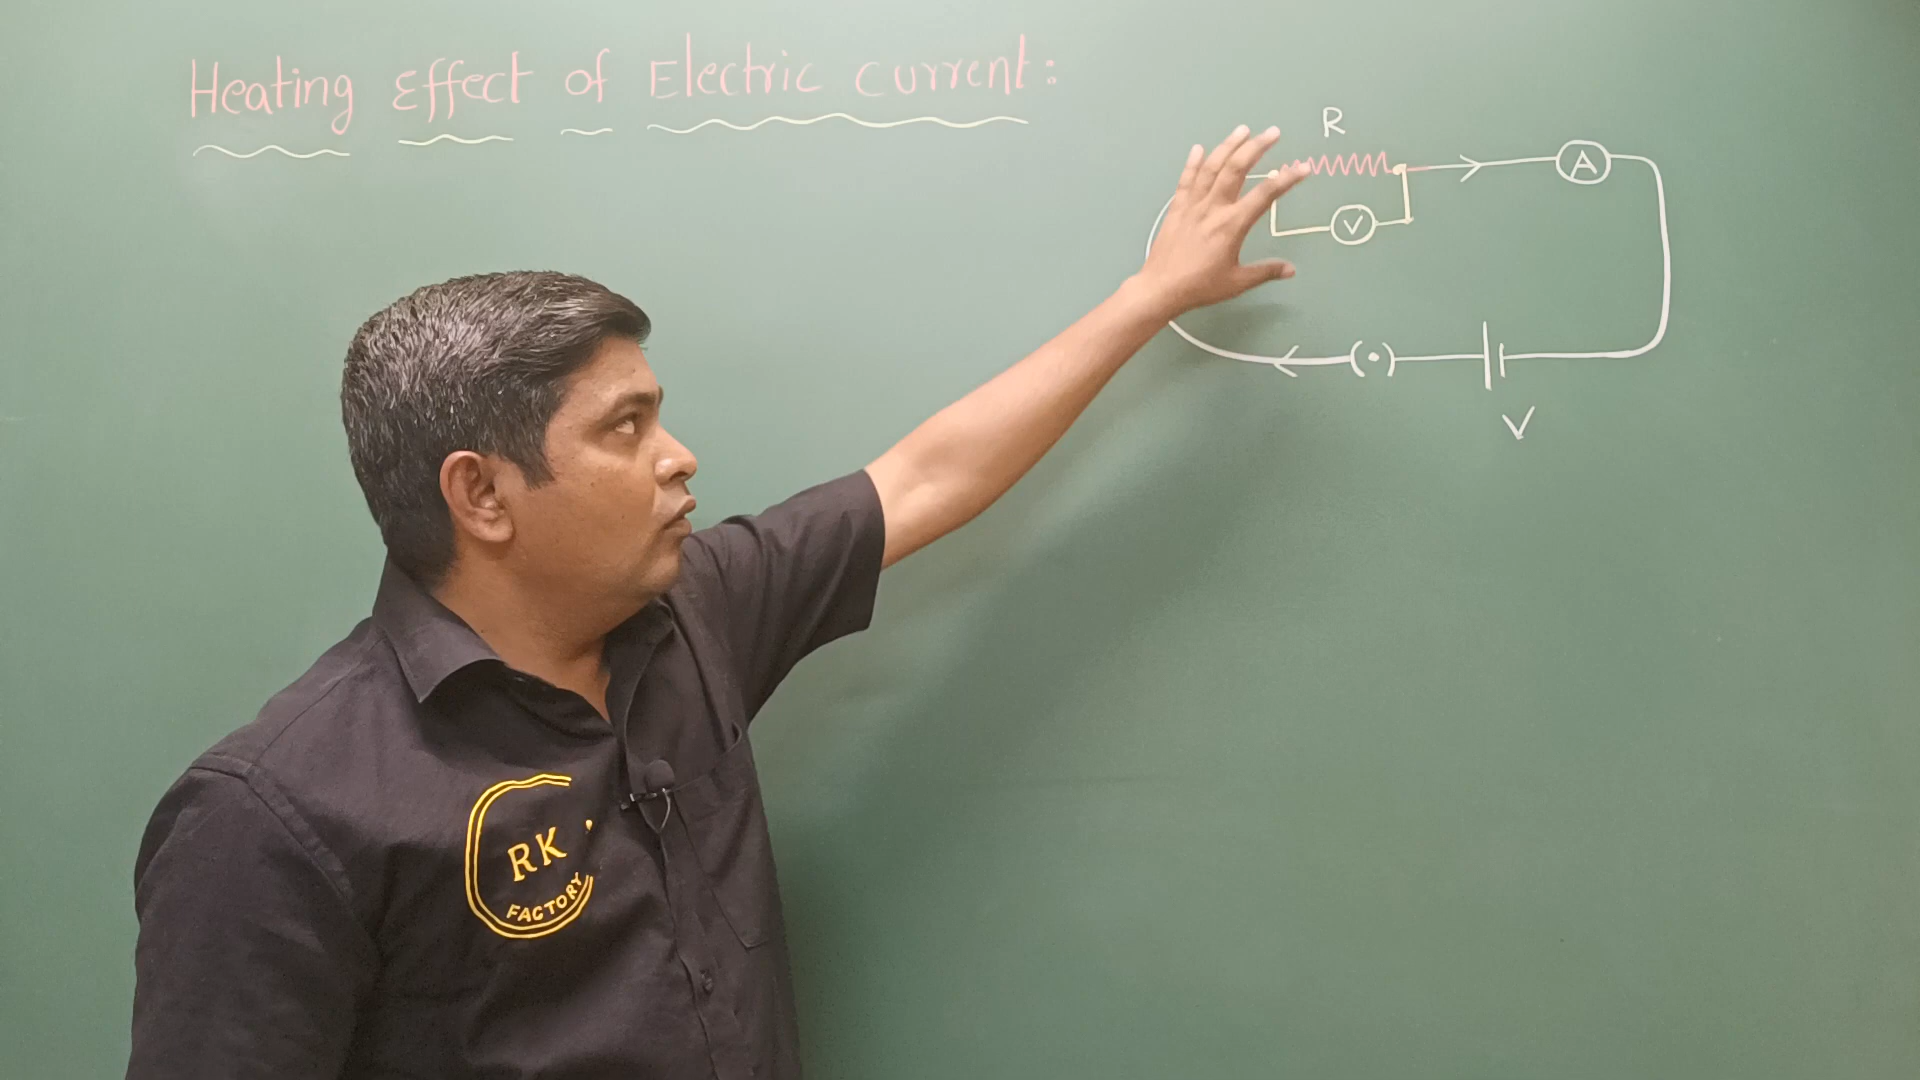 Heating Effect of Electric Current:
R
A
V
(·)
V
RK
FACTORY